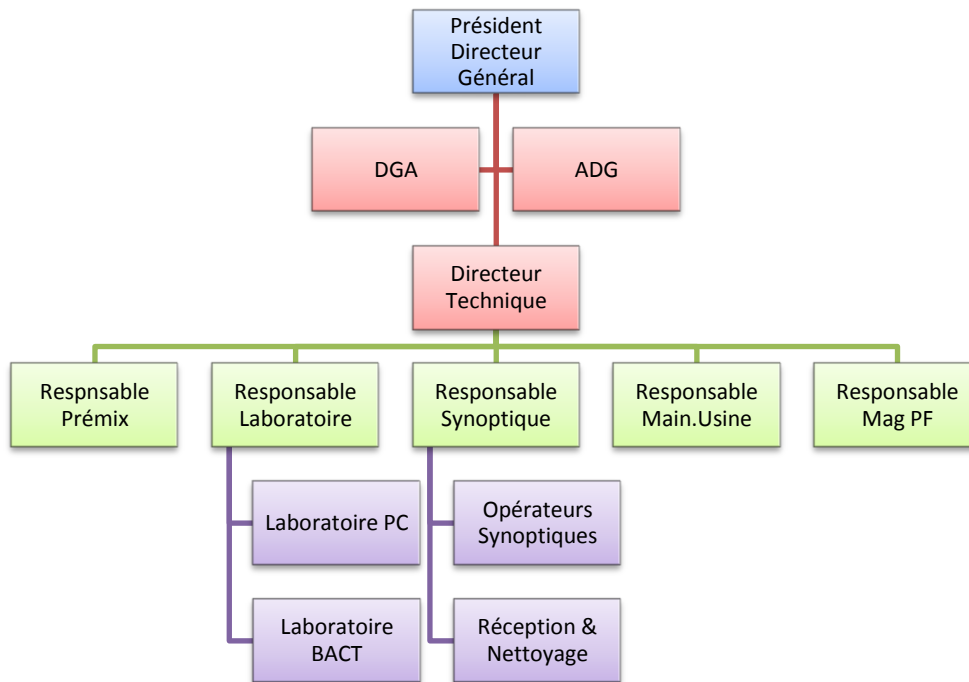 Président
Directeur
Général
DGA
ADG
Directeur
Technique
Respnsable
Prémix
Responsable
Laboratoire
Responsable
Synoptique
Responsable
Main.Usine
Responsable
Mag PF
Laboratoire PC
Opérateurs
Synoptiques
Laboratoire
BACT
Réception &
Nettoyage